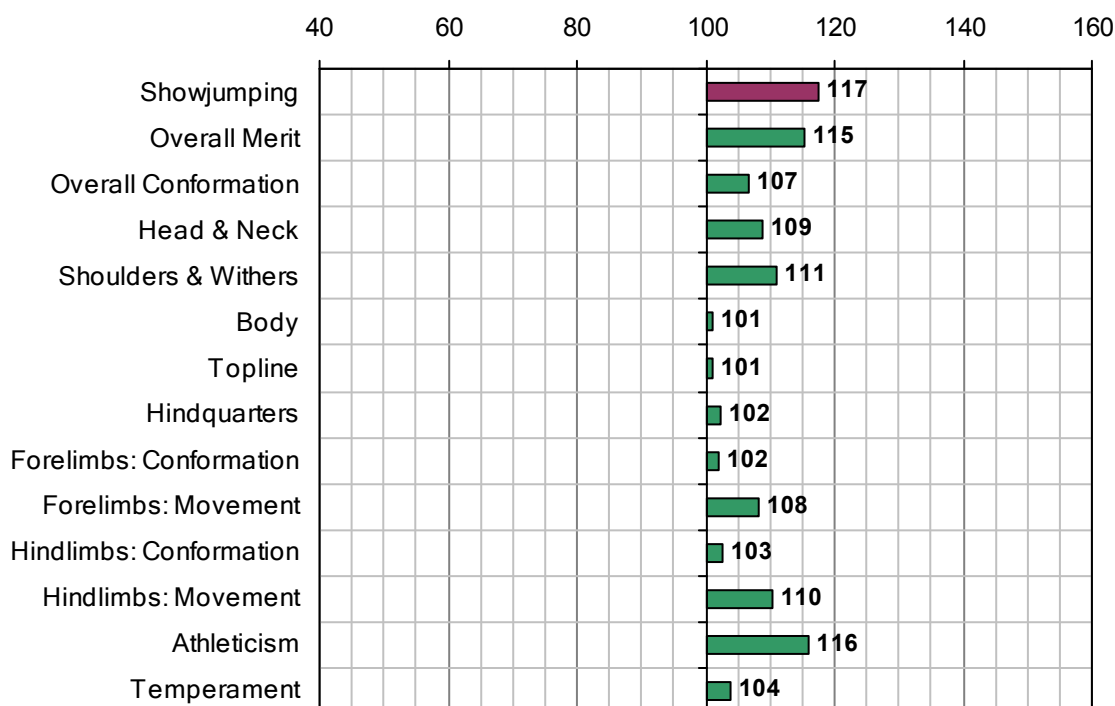 40 60 80 100 120 140 160
Showjumping 117
Overall Merit 115
Overall Conformation 107
Head & Neck 109
Shoulders & Withers 111
Body 101
Topline 101
Hindquarters 102
Forelimbs: Conformation 102
Forelimbs: Movement 108
Hindlimbs: Conformation 103
Hindlimbs: Movement 110
Athleticism 116
Temperament 104